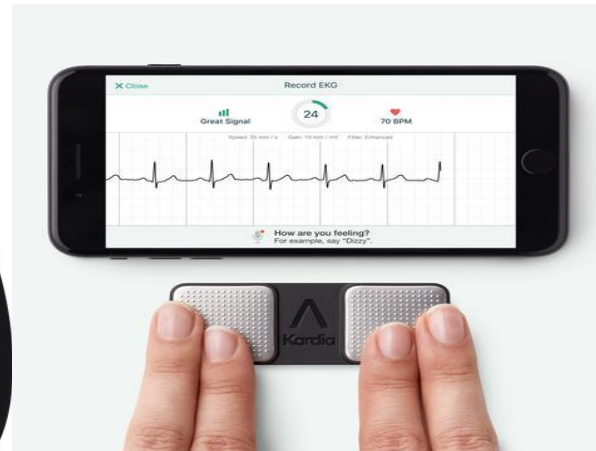 X Close
Record EKG
Great Signal
24
70 BPM
Speed: 25 mm / s Gain: 10 mm / mV Filter: Enhanced
How are you feeling?
For example, say "Dizzy".
Kardia